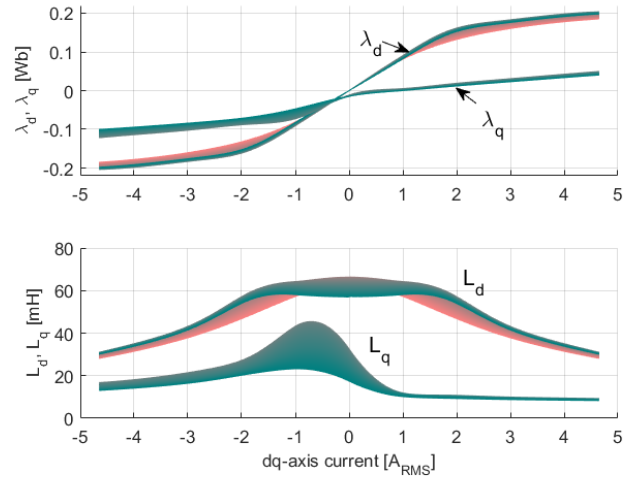 0.2
λd
0.1
0
λd, λq [Wb]
-0.1
λq
-0.2
-5 -4 -3 -2 -1 0 1 2 3 4 5
80
60
Ld
40
Ld, Lq [mH]
Lq
20
0
-5 -4 -3 -2 -1 0 1 2 3 4 5
dq-axis current [ARMS]